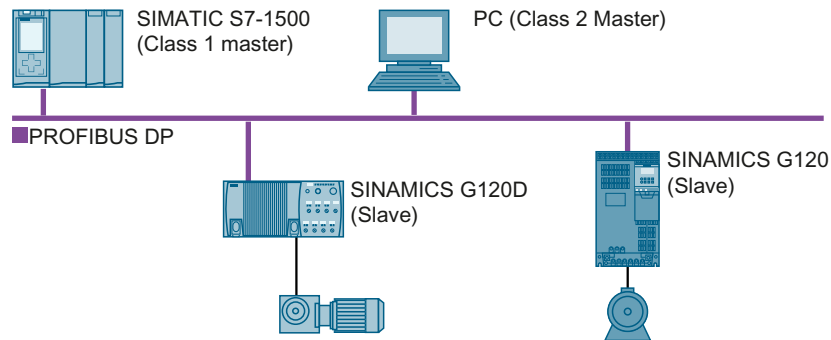 SIMATIC S7-1500
(Class 1 master)
PC (Class 2 Master)
PROFIBUS DP
SINAMICS G120D
(Slave)
SINAMICS G120
(Slave)